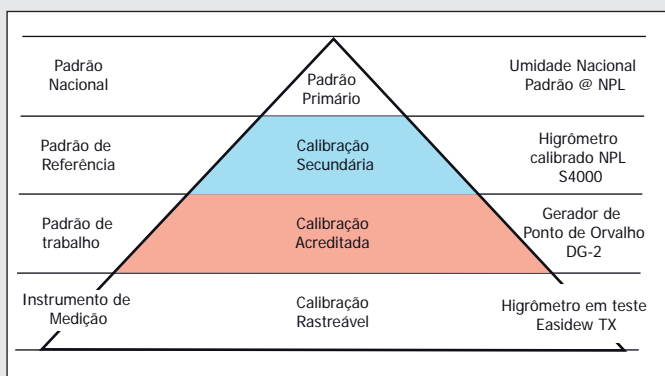 Padrão
Nacional
Padrão
Primário
Umidade Nacional
Padrão @ NPL
Padrão de
Referência
Calibração
Secundária
Higrômetro
calibrado NPL
S4000
Padrão de
trabalho
Calibração
Acreditada
Gerador de
Ponto de Orvalho
DG-2
Instrumento de
Medição
Calibração
Rastreável
Higrômetro em teste
Easidew TX